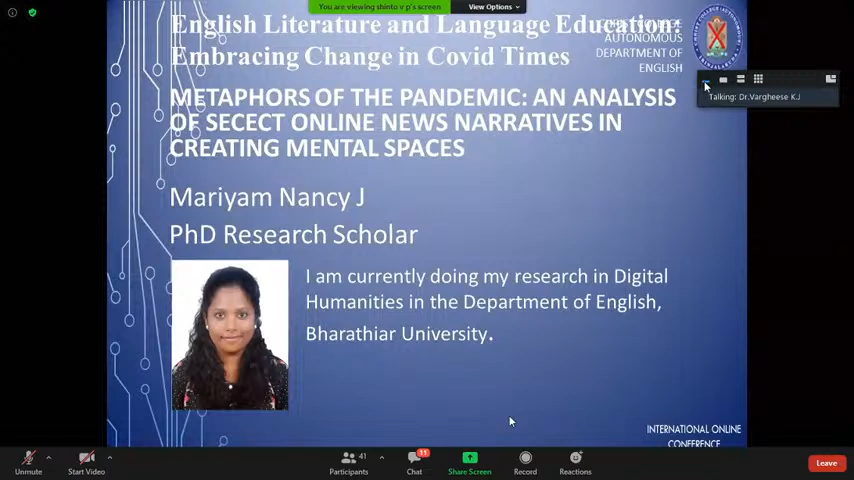 You are viewing shinto v p's screen
View Options
English Literature and Language Education:
Embracing Change in Covid Times
CHRIST COLLEGE
AUTONOMOUS
DEPARTMENT OF
ENGLISH
Talking: Dr.Vargheese K.J
METAPHORS OF THE PANDEMIC: AN ANALYSIS
OF SECECT ONLINE NEWS NARRATIVES IN
CREATING MENTAL SPACES
Mariyam Nancy J
PhD Research Scholar
I am currently doing my research in Digital
Humanities in the Department of English,
Bharathiar University.
INTERNATIONAL ONLINE
CONFERENCE
Unmute
Start Video
41
Participants
11
Chat
Share Screen
Record
Reactions
Leave